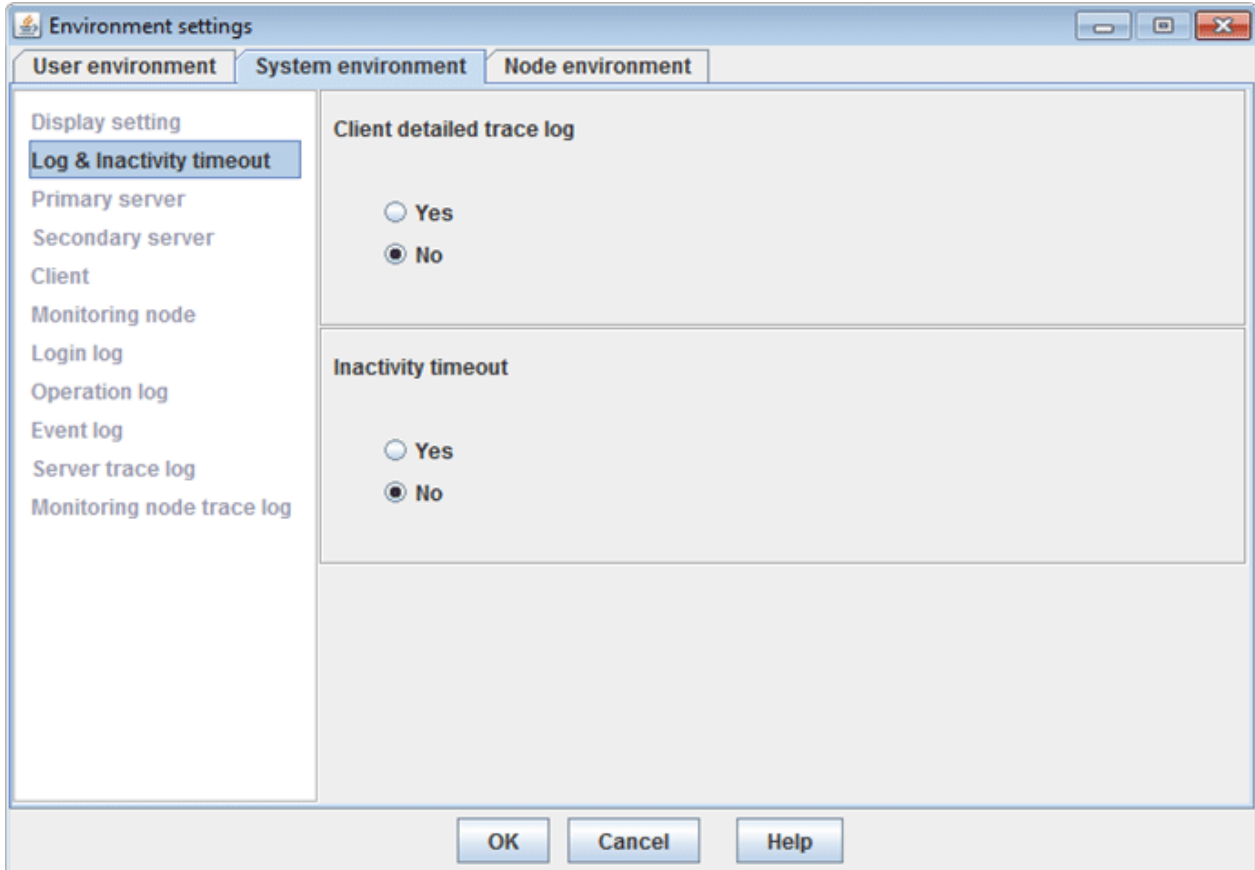 Environment settings
User environment System environment Node environment
Display setting
Log & Inactivity timeout
Primary server
Secondary server
Client
Monitoring node
Login log
Operation log
Event log
Server trace log
Monitoring node trace log
Client detailed trace log
Yes
No
Inactivity timeout
Yes
No
OK Cancel Help